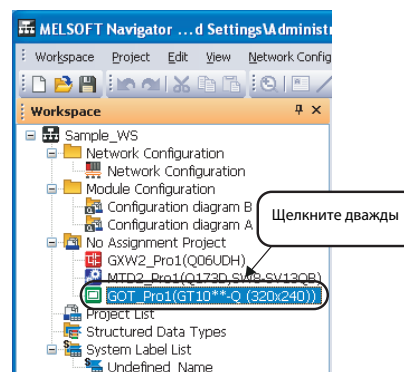 MELSOFT Navigator ...d Settings\Administr
Workspace Project Edit View Network Config
Workspace
Sample_WS
Network Configuration
Network Configuration
Module Configuration
Configuration diagram B
Configuration diagram A
Щелкните дважды
No Assignment Project
GXW2_Pro1(Q06UDH)
MTD2_Pro1(Q173D,SW8-SV13QB)
GOT_Pro1(GT10**-Q (320x240))
Project List
Structured Data Types
System Label List
Undefined_Name